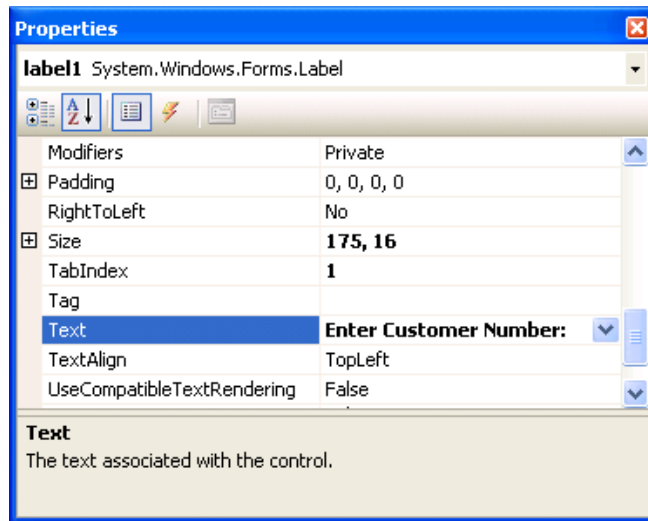 Properties
label1 System.Windows.Forms.Label
Modifiers Private
Padding 0, 0, 0, 0
RightToLeft No
Size 175, 16
TabIndex 1
Tag
Text Enter Customer Number:
TextAlign TopLeft
UseCompatibleTextRendering False
Text
The text associated with the control.